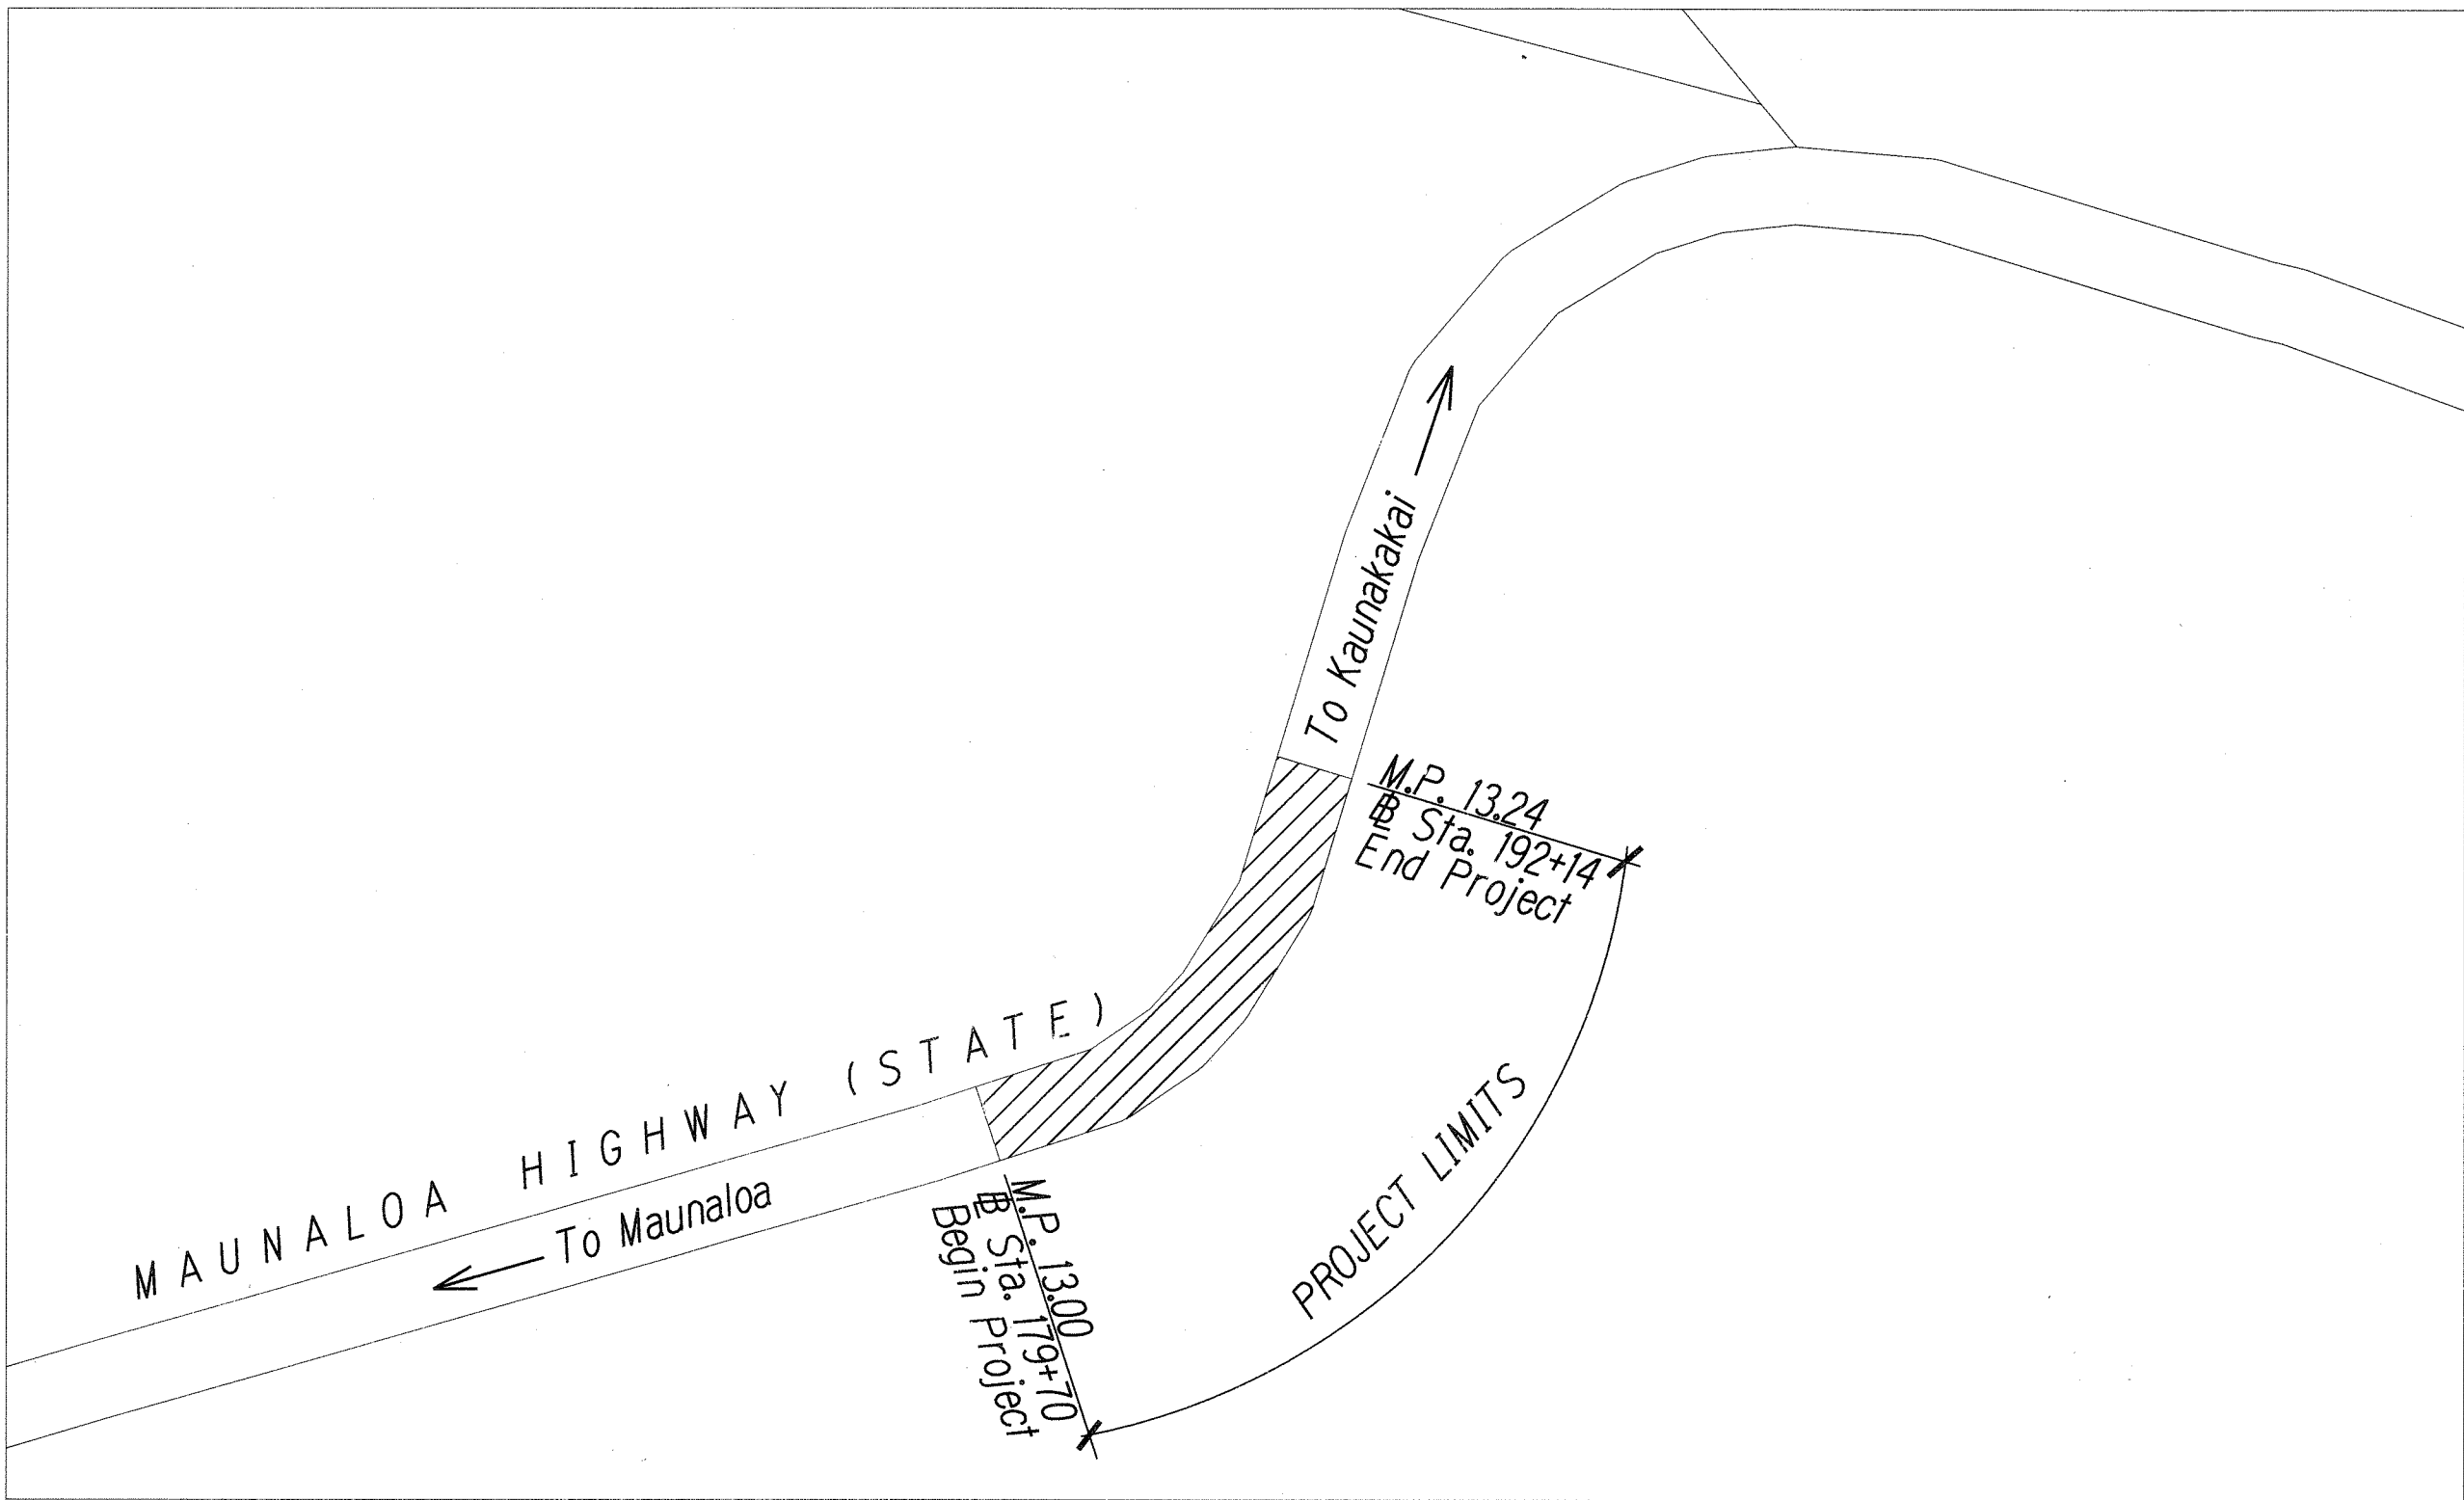 To Kaunakakai
M.P. 13.24
℄ Sta. 192+14
End Project
MAUNALOA HIGHWAY (STATE)
To Maunaloa
M.P. 13.00
℄ Sta. 179+70
Begin Project
PROJECT LIMITS